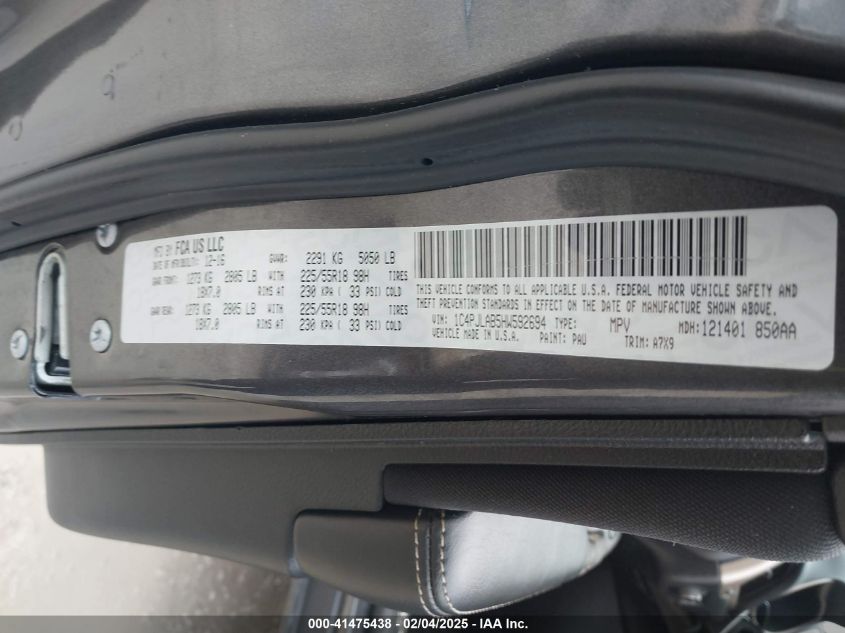 MFD BY FCA US LLC
DATE OF MFR 12-16 GVWR: 2291 KG 5050 LB
GAWR FRONT: 1273 KG 2805 LB WITH 225/55R18 98H TIRES
18X7.0 RIMS AT 230 KPA ( 33 PSI) COLD
GAWR REAR: 1273 KG 2805 LB WITH 225/55R18 98H TIRES
18X7.0 RIMS AT 230 KPA ( 33 PSI) COLD
THIS VEHICLE CONFORMS TO ALL APPLICABLE U.S.A. FEDERAL MOTOR VEHICLE SAFETY AND
THEFT PREVENTION STANDARDS IN EFFECT ON THE DATE OF MANUFACTURE SHOWN ABOVE.
VIN: 1C4PJLAB5HW592694 TYPE: MPV MDH: 121401 850AA
VEHICLE MADE IN U.S.A. PAINT: PAU TRIM: A7X9
000-41475438 - 02/04/2025 - IAAI Inc.